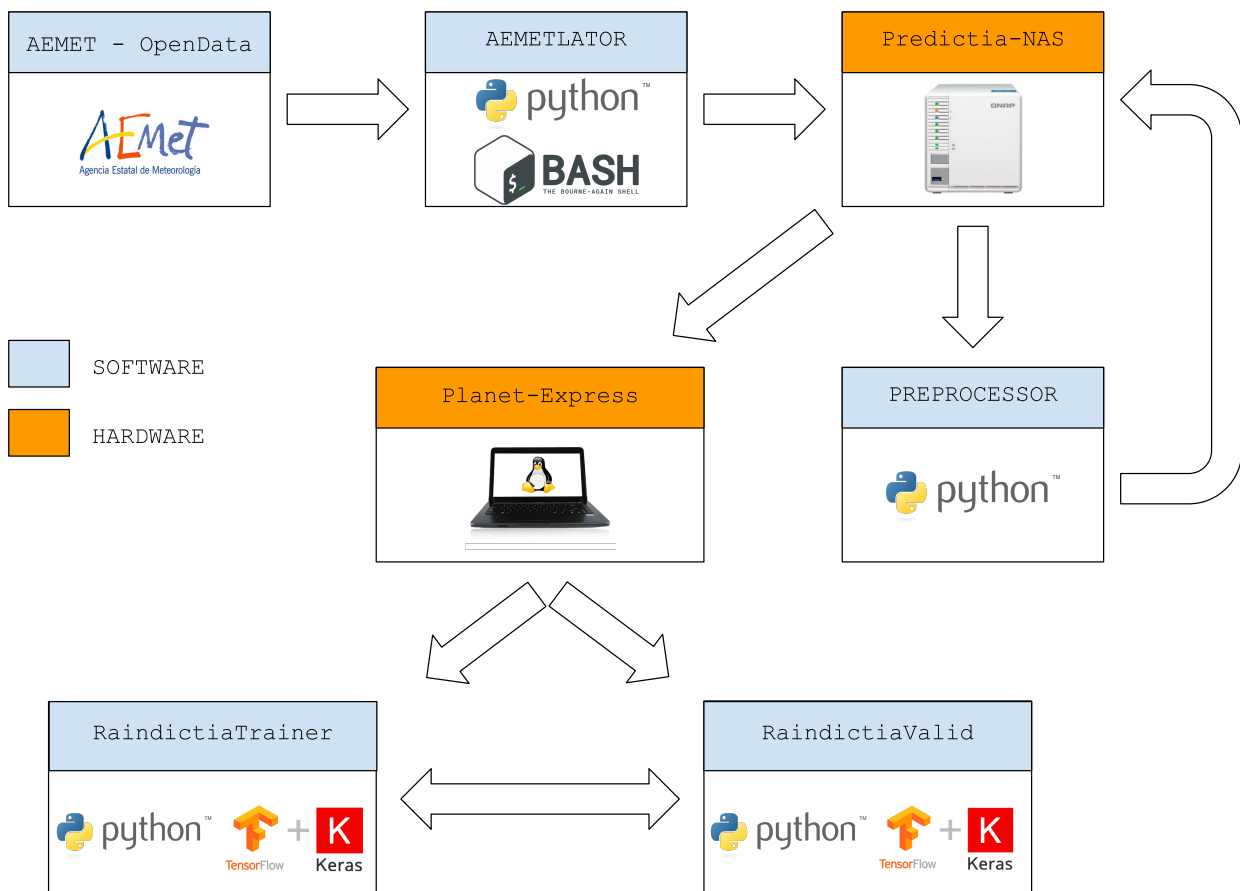 AEMET - OpenData
AEMet
Agencia Estatal de Meteorología
AEMETLATOR
python™
$_
BASH
THE BOURNE-AGAIN SHELL
Predictia-NAS
QNAP
SOFTWARE
HARDWARE
Planet-Express
PREPROCESSOR
python™
RaindictiaTrainer
python™
TensorFlow
+
K
Keras
RaindictiaValid
python™
TensorFlow
+
K
Keras